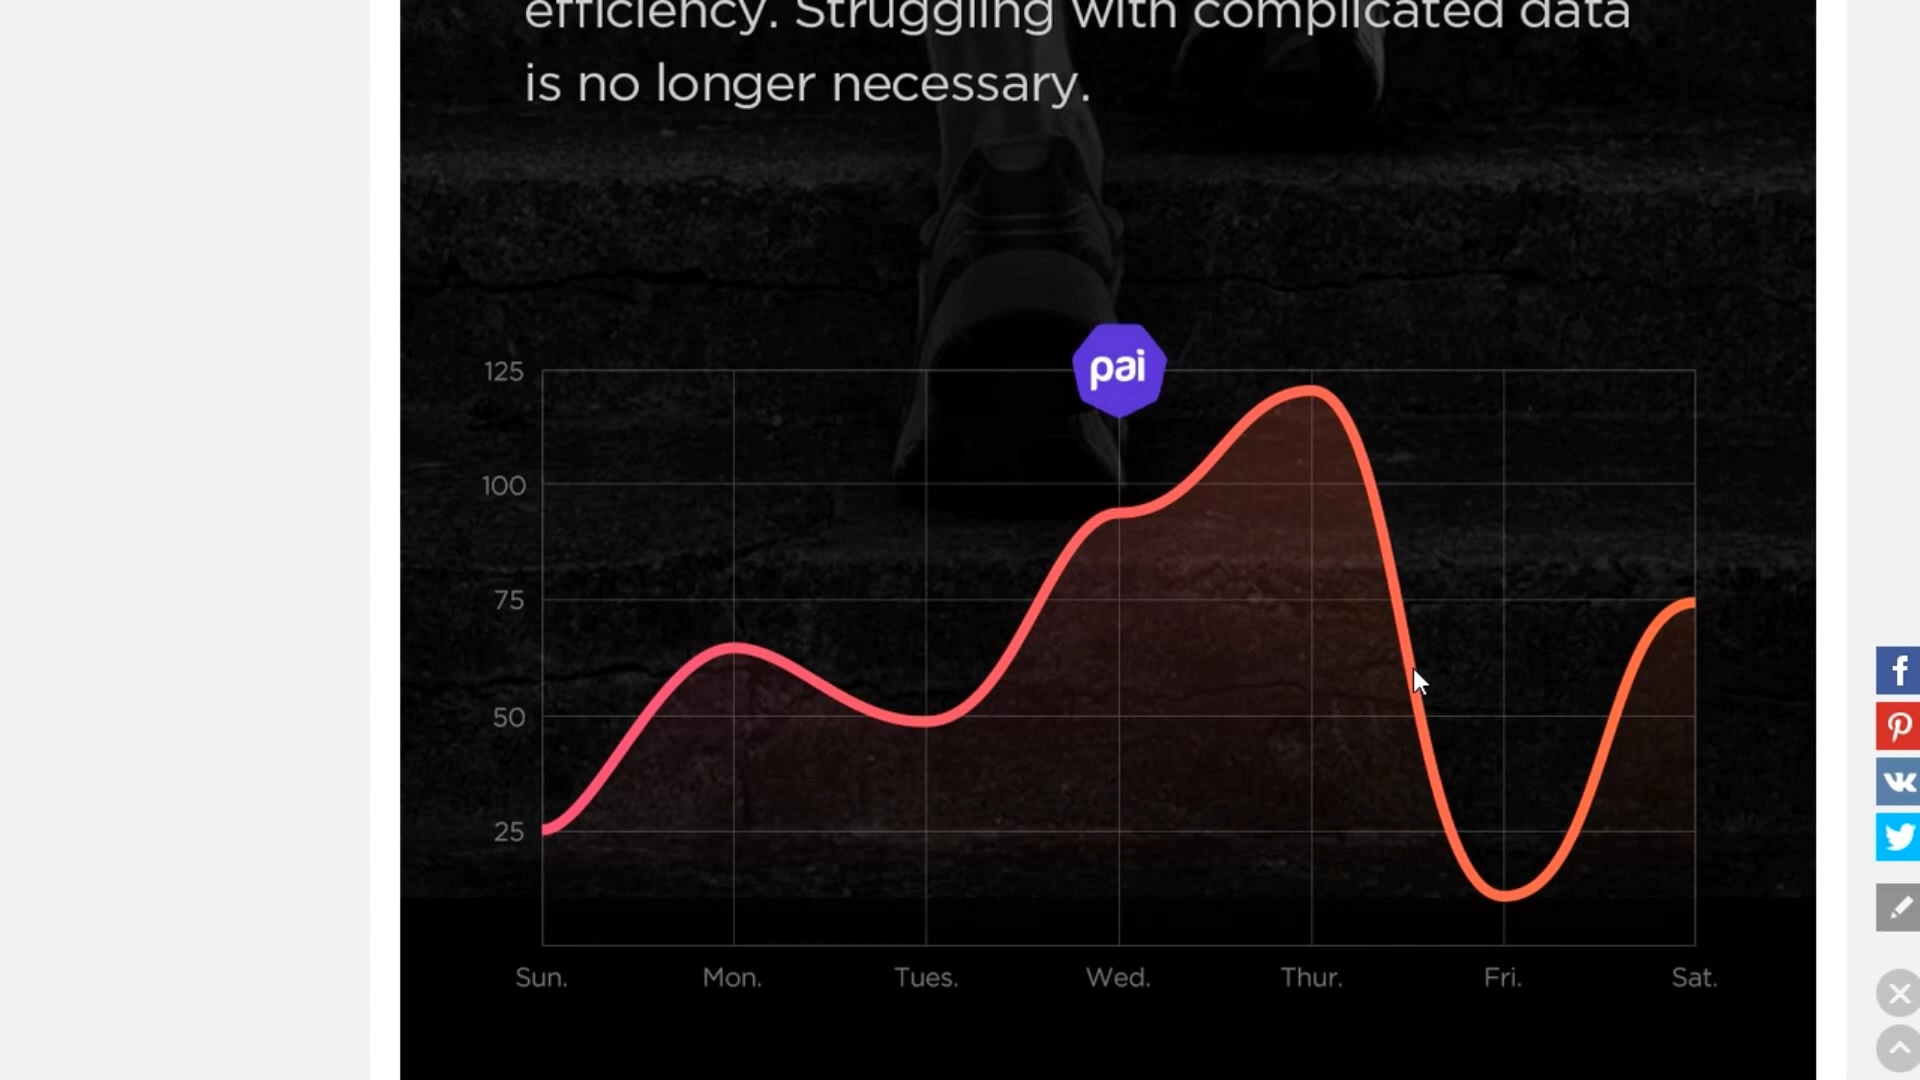 efficiency. Struggling with complicated data
is no longer necessary.
pai
125
100
75
50
25
Sun. Mon. Tues. Wed. Thur. Fri. Sat.